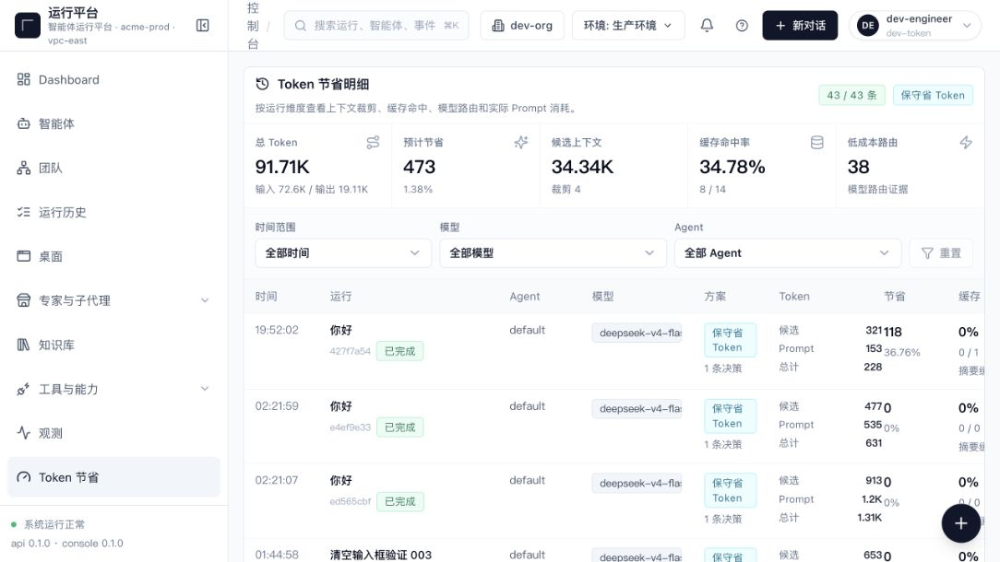 运行平台
智能体运行平台 · acme-prod ·
vpc-east
控制台
/
搜索运行、智能体、事件 ⌘K
dev-org
环境: 生产环境
+ 新对话
DE
dev-engineer
dev-token
Dashboard
智能体
团队
运行历史
桌面
专家与子代理
知识库
工具与能力
观测
Token 节省
系统运行正常
api 0.1.0 · console 0.1.0
Token 节省明细
按运行维度查看上下文裁剪、缓存命中、模型路由和实际 Prompt 消耗。
43 / 43 条
保守省 Token
总 Token
91.71K
输入 72.6K / 输出 19.11K
预计节省
473
1.38%
候选上下文
34.34K
裁剪 4
缓存命中率
34.78%
8 / 14
低成本路由
38
模型路由证据
时间范围
全部时间
模型
全部模型
Agent
全部 Agent
重置
时间 运行 Agent 模型 方案 Token 节省 缓存
19:52:02
你好
427f7a54 已完成
default
deepseek-v4-flas
保守省
Token
1 条决策
候选 321
Prompt 153
总计 228
118
36.76%
0%
0 / 1
摘要缓
02:21:59
你好
e4ef9e33 已完成
default
deepseek-v4-flas
保守省
Token
1 条决策
候选 477
Prompt 535
总计 631
0
0%
0%
0 / 0
摘要缓
02:21:07
你好
ed565cbf 已完成
default
deepseek-v4-flas
保守省
Token
1 条决策
候选 913
Prompt 1.2K
总计 1.31K
0
0%
0%
0 / 0
01:44:58
清空输入框验证 003
default
deepseek-v4-flas
保守省
候选 653
0
0%